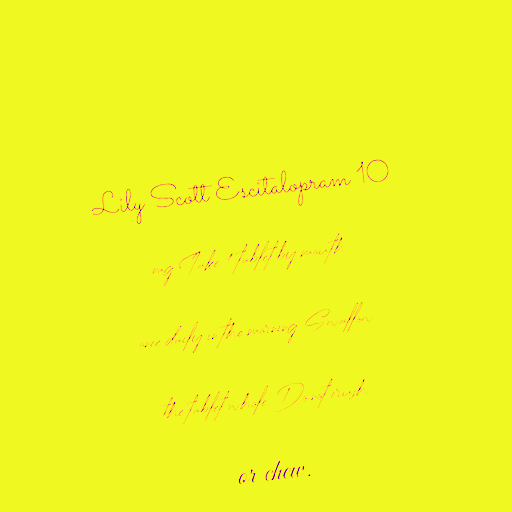 Lily Scott Escitalopram 10
mg Take 1 tablet by mouth
once daily in the morning Swallow
the tablet whole Do not crush
or chew.